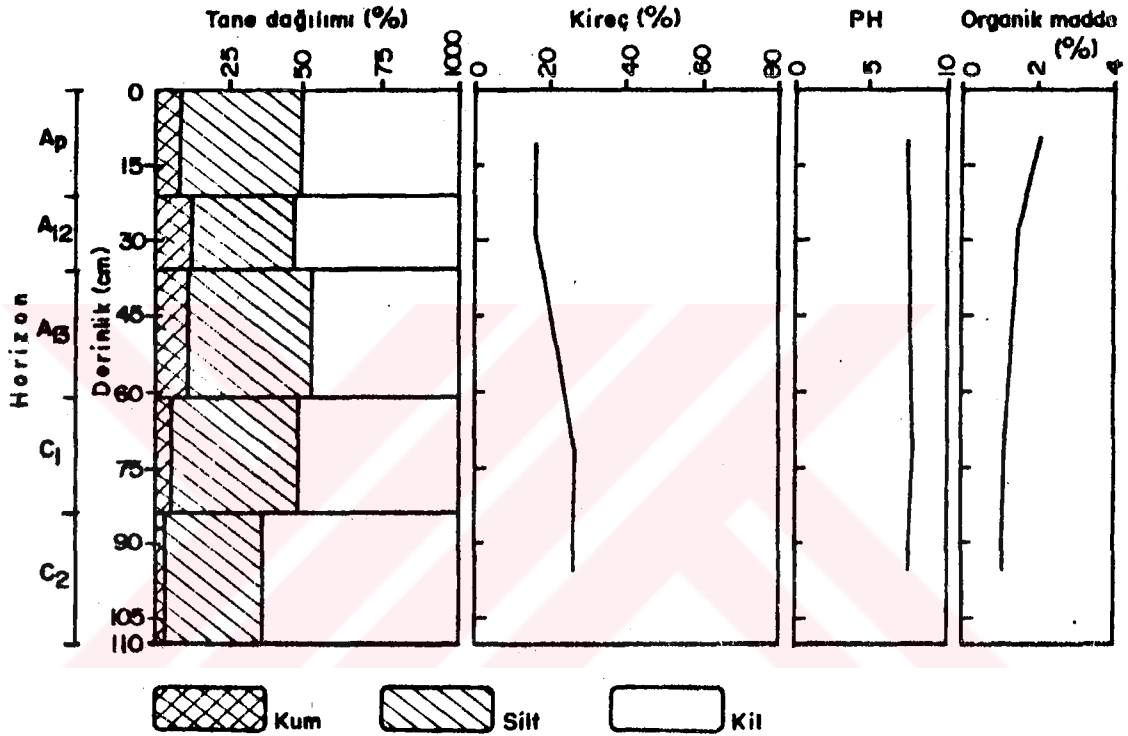 Tane dağılımı (%) Kireç (%) PH Organik madde (%)
25 50 75 100 0 20 40 60 80 0 5 10 0 2 4
Horizon
Derinlik (cm)
0
Ap
15
A12
30
45
A13
60
C1
75
90
C2
105
110
Kum Silt Kil